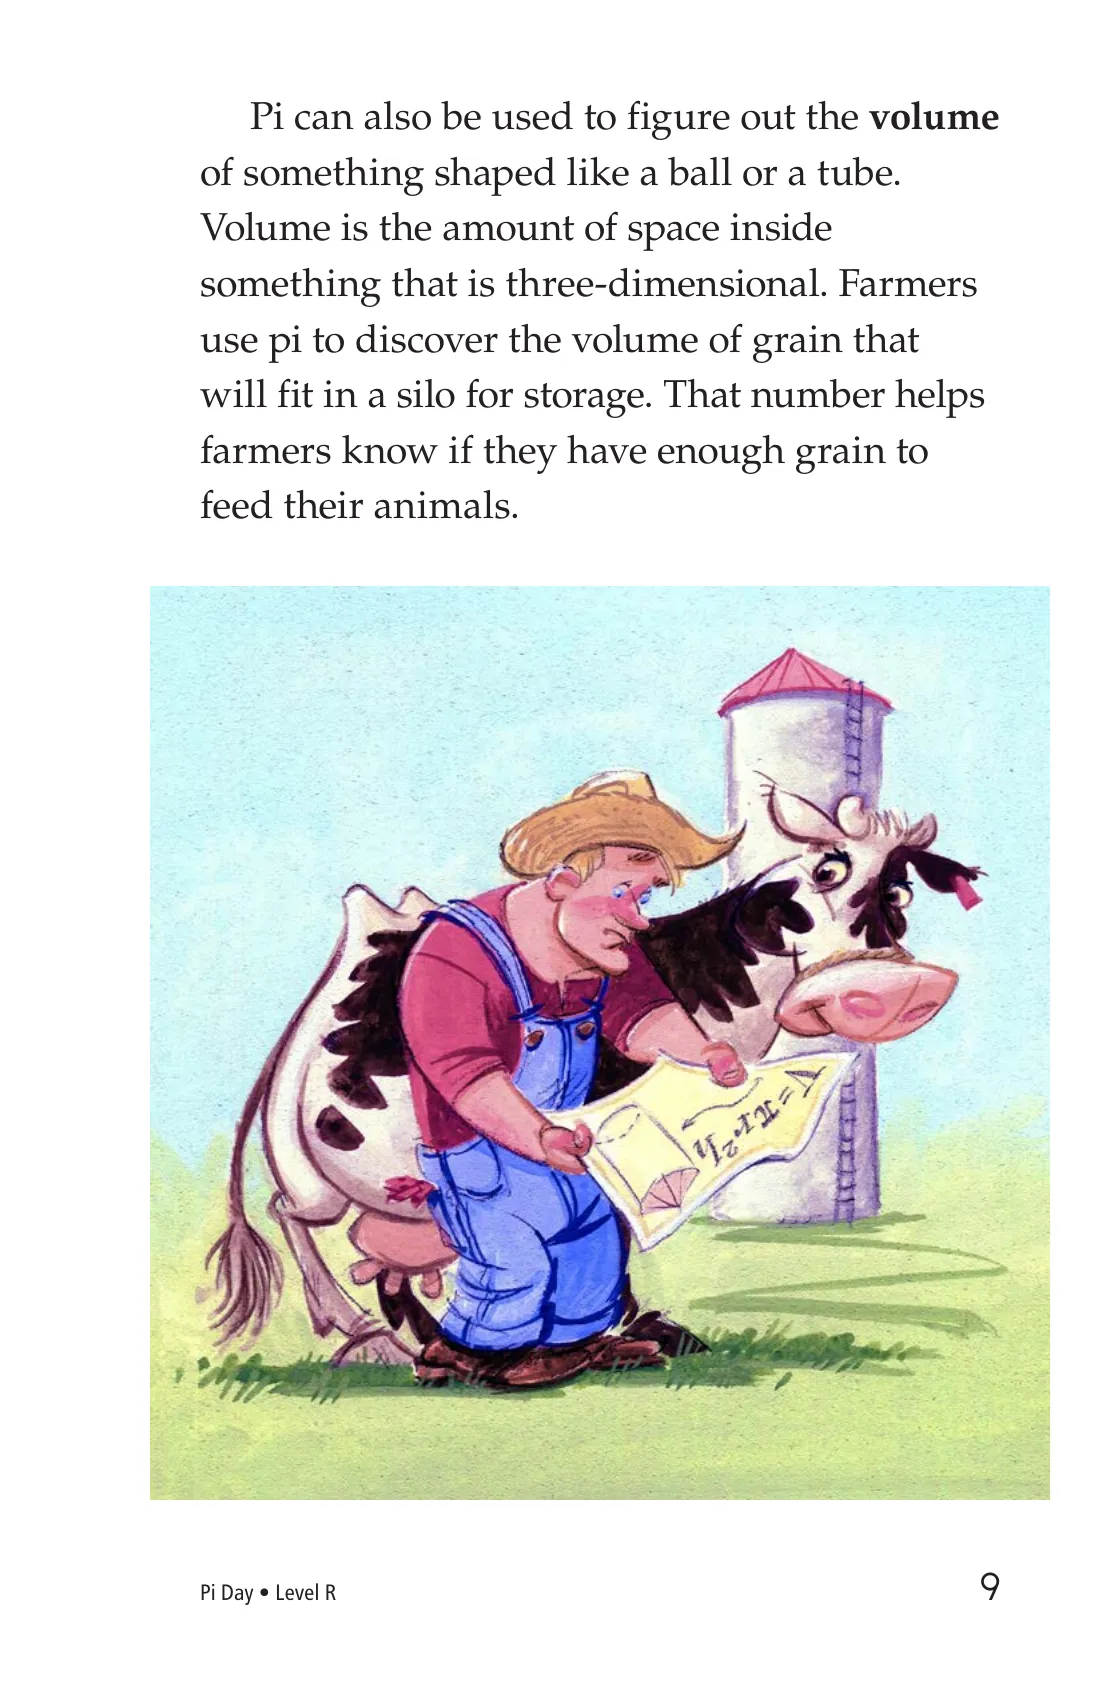 Pi can also be used to figure out the volume
of something shaped like a ball or a tube.
Volume is the amount of space inside
something that is three-dimensional. Farmers
use pi to discover the volume of grain that
will fit in a silo for storage. That number helps
farmers know if they have enough grain to
feed their animals.
V=πr²h
Pi Day • Level R
9